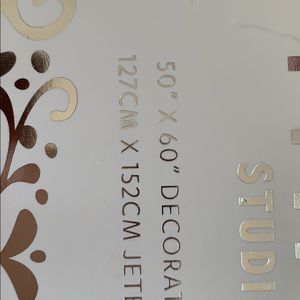 STUDI
50" X 60" DECORAT
127CM X 152CM JETE